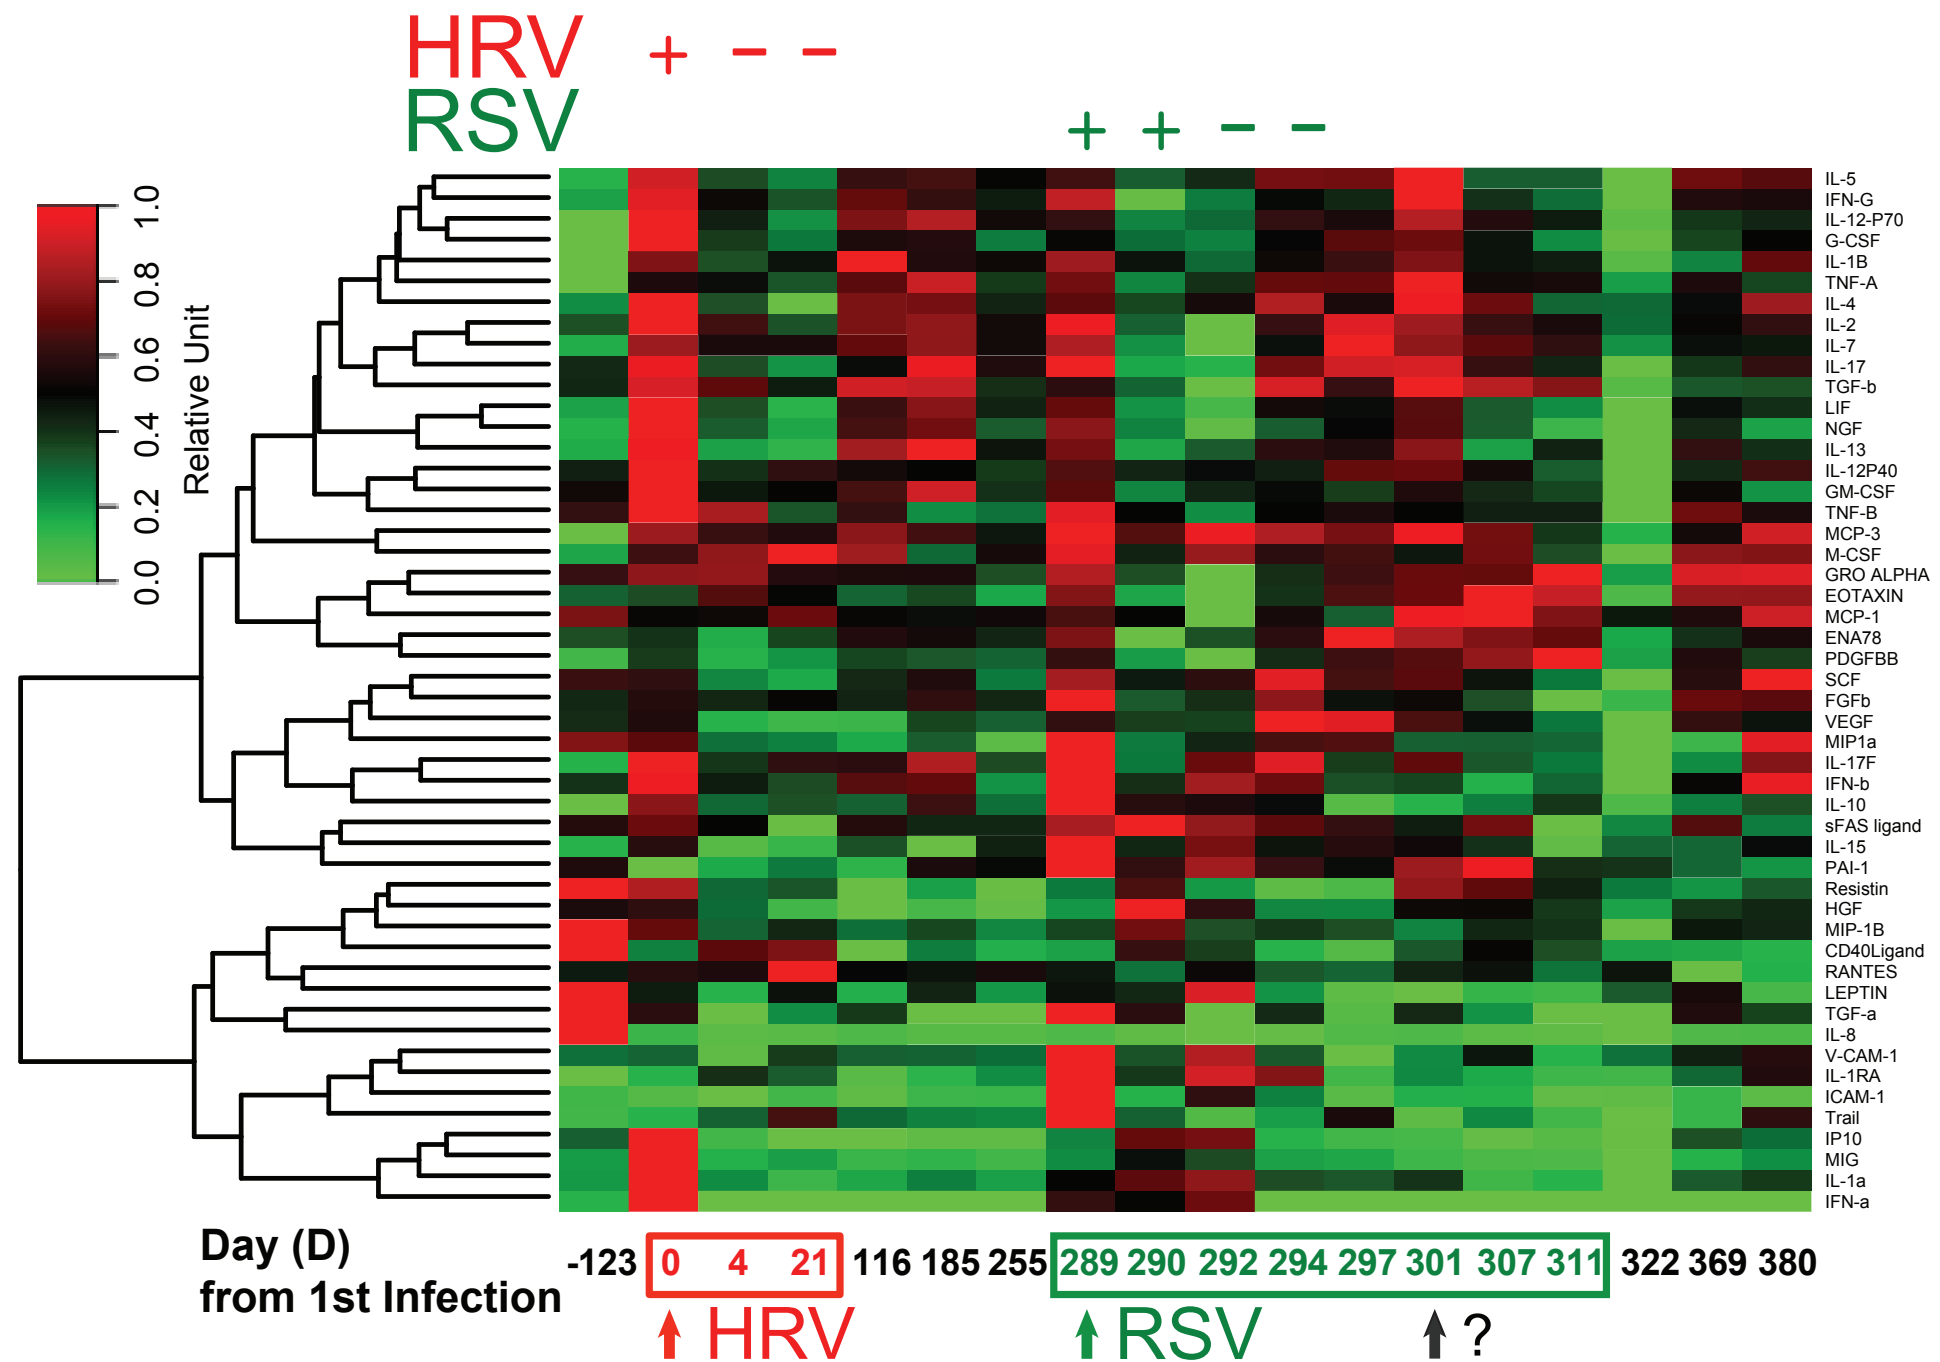 HRV + − −
RSV + + − −
1.0
0.8
0.6
0.4
0.2
0.0
Relative Unit
IL-5
IFN-G
IL-12-P70
G-CSF
IL-1B
TNF-A
IL-4
IL-2
IL-7
IL-17
TGF-b
LIF
NGF
IL-13
IL-12P40
GM-CSF
TNF-B
MCP-3
M-CSF
GRO ALPHA
EOTAXIN
MCP-1
ENA78
PDGFBB
SCF
FGFb
VEGF
MIP1a
IL-17F
IFN-b
IL-10
sFAS ligand
IL-15
PAI-1
Resistin
HGF
MIP-1B
CD40Ligand
RANTES
LEPTIN
TGF-a
IL-8
V-CAM-1
IL-1RA
ICAM-1
Trail
IP10
MIG
IL-1a
IFN-a
Day (D)
from 1st Infection
-123 0 4 21 116 185 255 289 290 292 294 297 301 307 311 322 369 380
HRV RSV ?